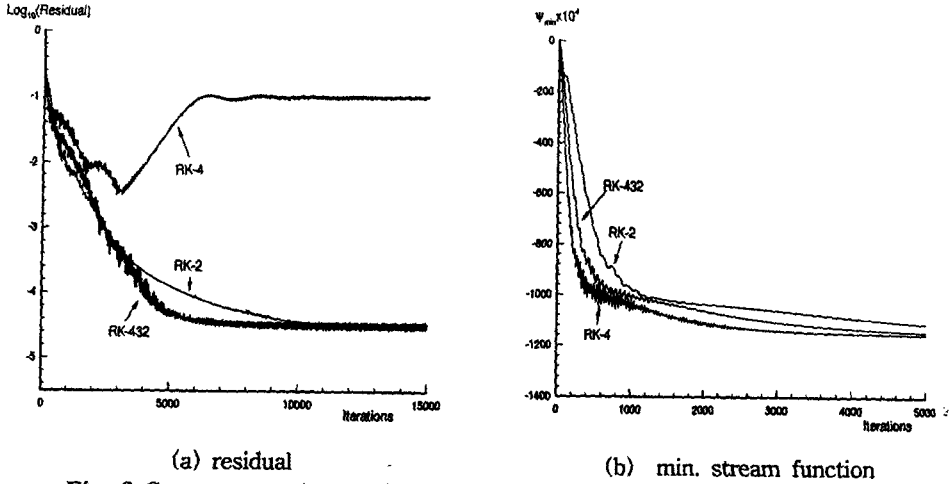 Log₁₀(Residual)
0
-1
-2
-3
-4
-5
RK-4
RK-2
RK-432
0
5000
10000
15000
Iterations
(a) residual
Ψmin×10⁴
0
-200
-400
-600
-800
-1000
-1200
-1400
RK-432
RK-2
RK-4
0
1000
2000
3000
4000
5000
Iterations
(b) min. stream function